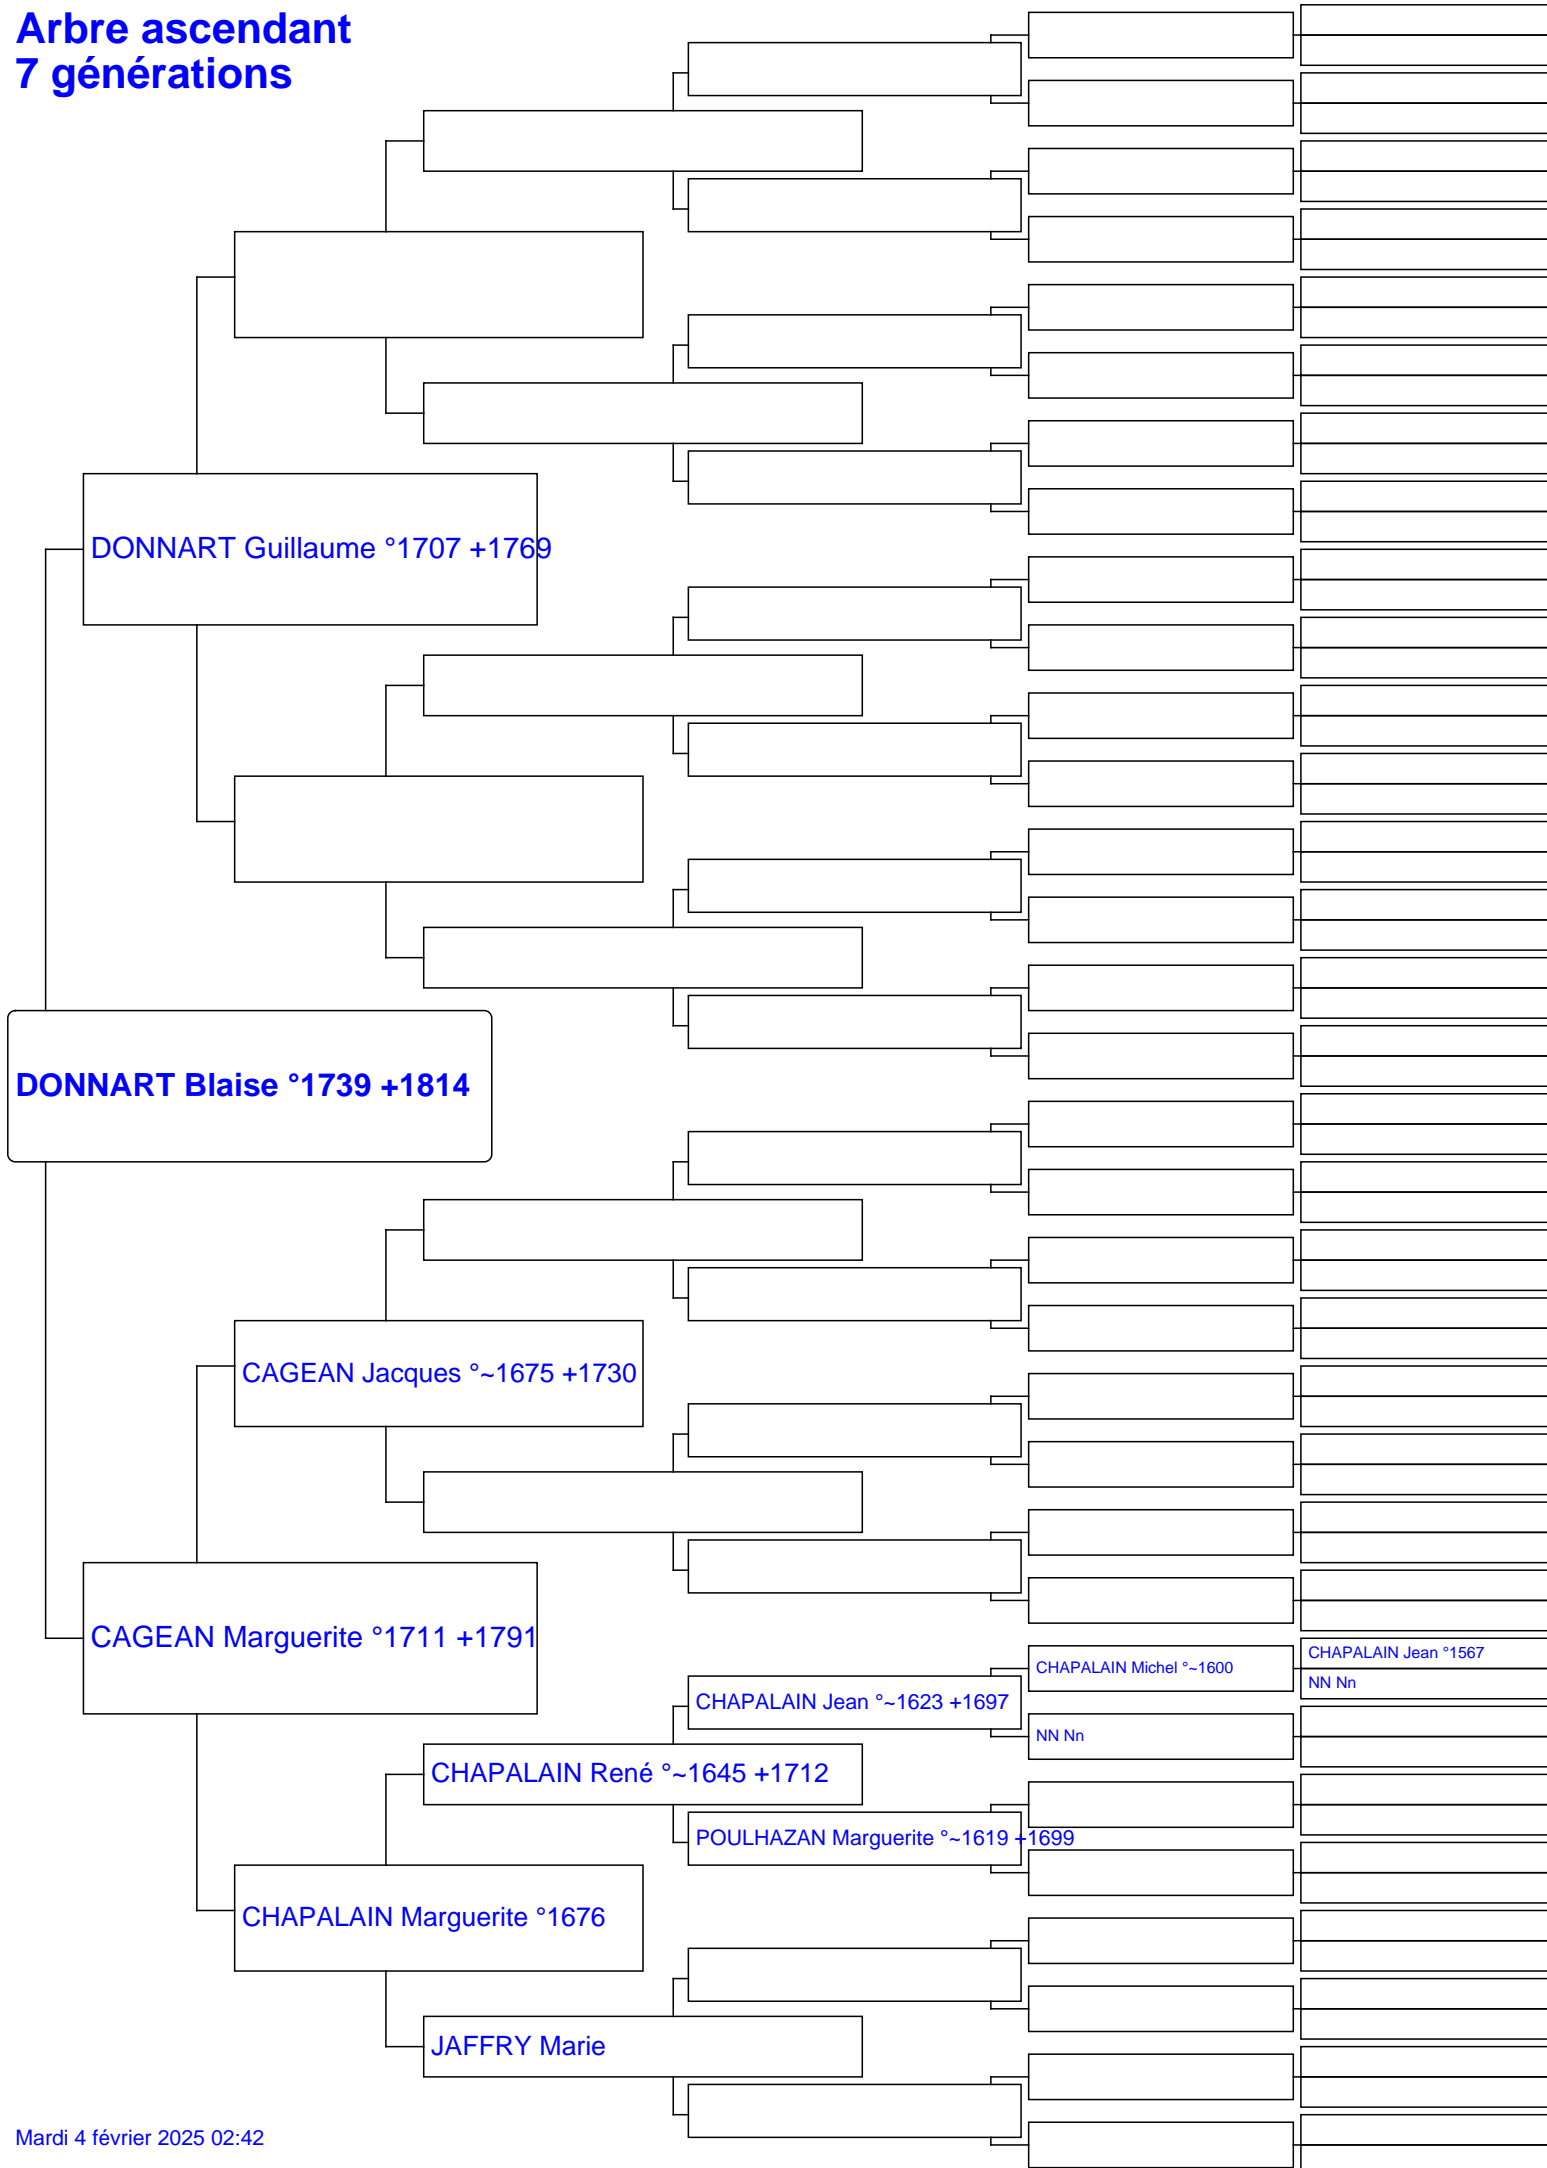 Arbre ascendant
7 générations
DONNART Guillaume °1707 +1769
DONNART Blaise °1739 +1814
CAGEAN Jacques °~1675 +1730
CAGEAN Marguerite °1711 +1791
CHAPALAIN Jean °1567
CHAPALAIN Michel °~1600
NN Nn
CHAPALAIN Jean °~1623 +1697
NN Nn
CHAPALAIN René °~1645 +1712
POULHAZAN Marguerite °~1619 +1699
CHAPALAIN Marguerite °1676
JAFFRY Marie
Mardi 4 février 2025 02:42